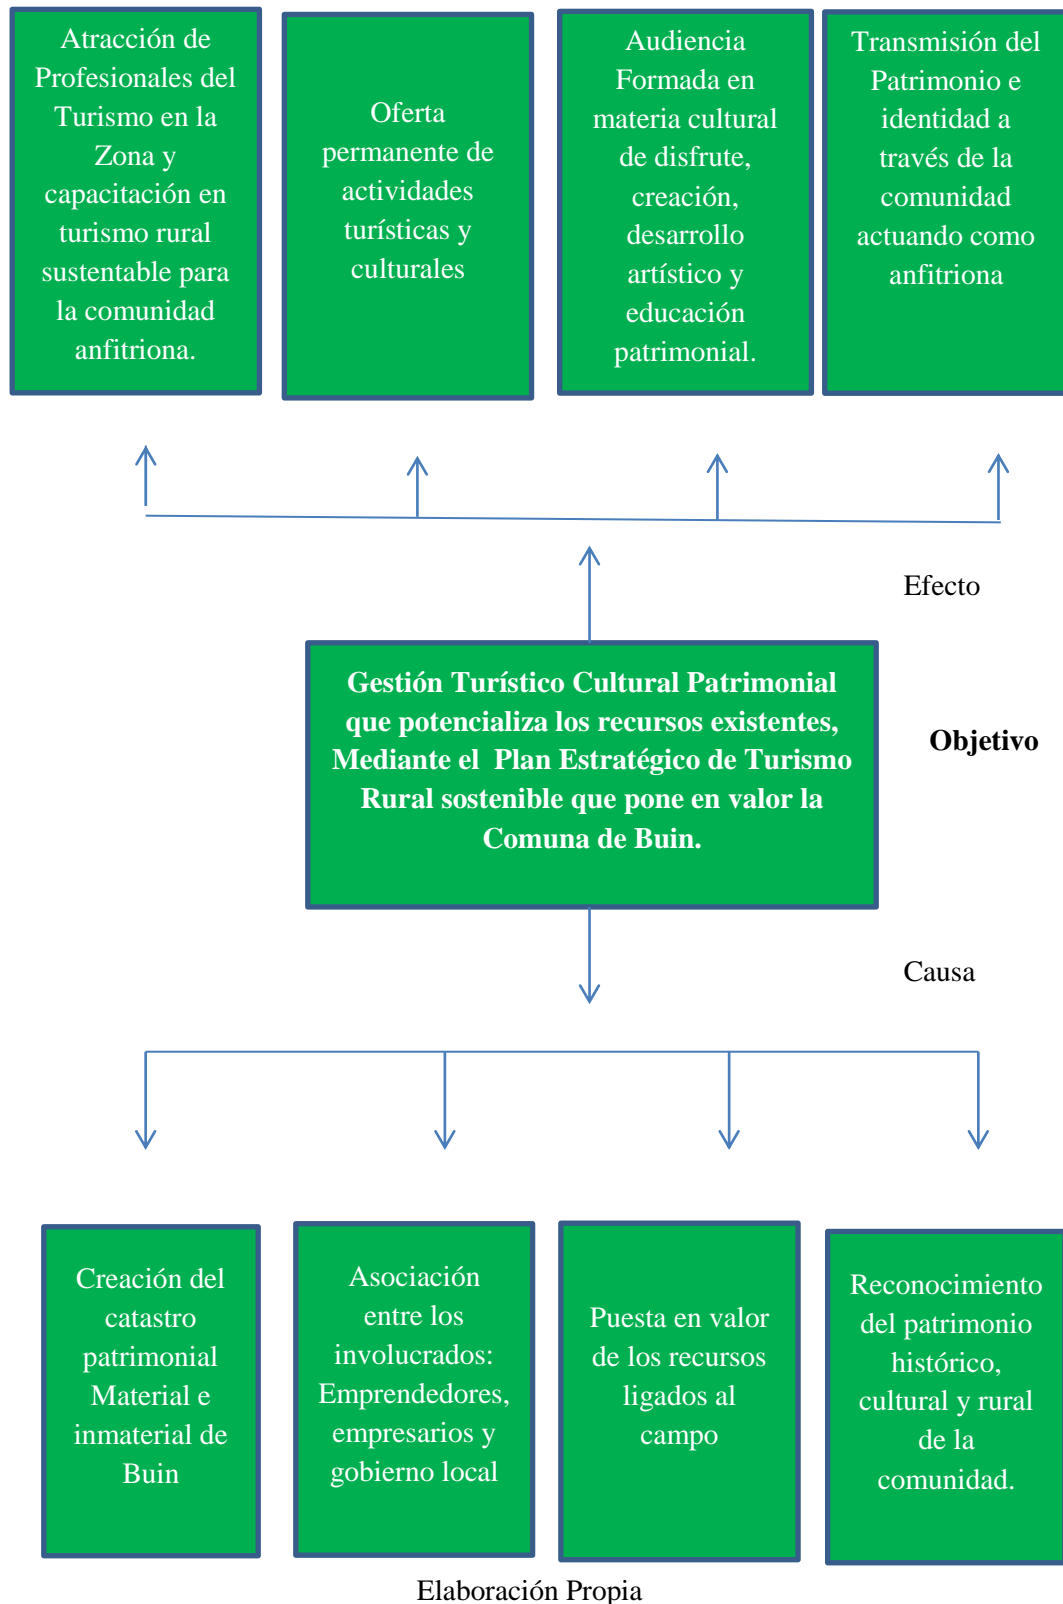 Atracción de
Profesionales del
Turismo en la
Zona y
capacitación en
turismo rural
sustentable para
la comunidad
anfitriona.
Oferta
permanente de
actividades
turísticas y
culturales
Audiencia
Formada en
materia cultural
de disfrute,
creación,
desarrollo
artístico y
educación
patrimonial.
Transmisión del
Patrimonio e
identidad a
través de la
comunidad
actuando como
anfitriona
Efecto
Gestión Turístico Cultural Patrimonial
que potencializa los recursos existentes,
Mediante el Plan Estratégico de Turismo
Rural sostenible que pone en valor la
Comuna de Buin.
Objetivo
Causa
Creación del
catastro
patrimonial
Material e
inmaterial de
Buin
Asociación
entre los
involucrados:
Emprendedores,
empresarios y
gobierno local
Puesta en valor
de los recursos
ligados al
campo
Reconocimiento
del patrimonio
histórico,
cultural y rural
de la
comunidad.
Elaboración Propia